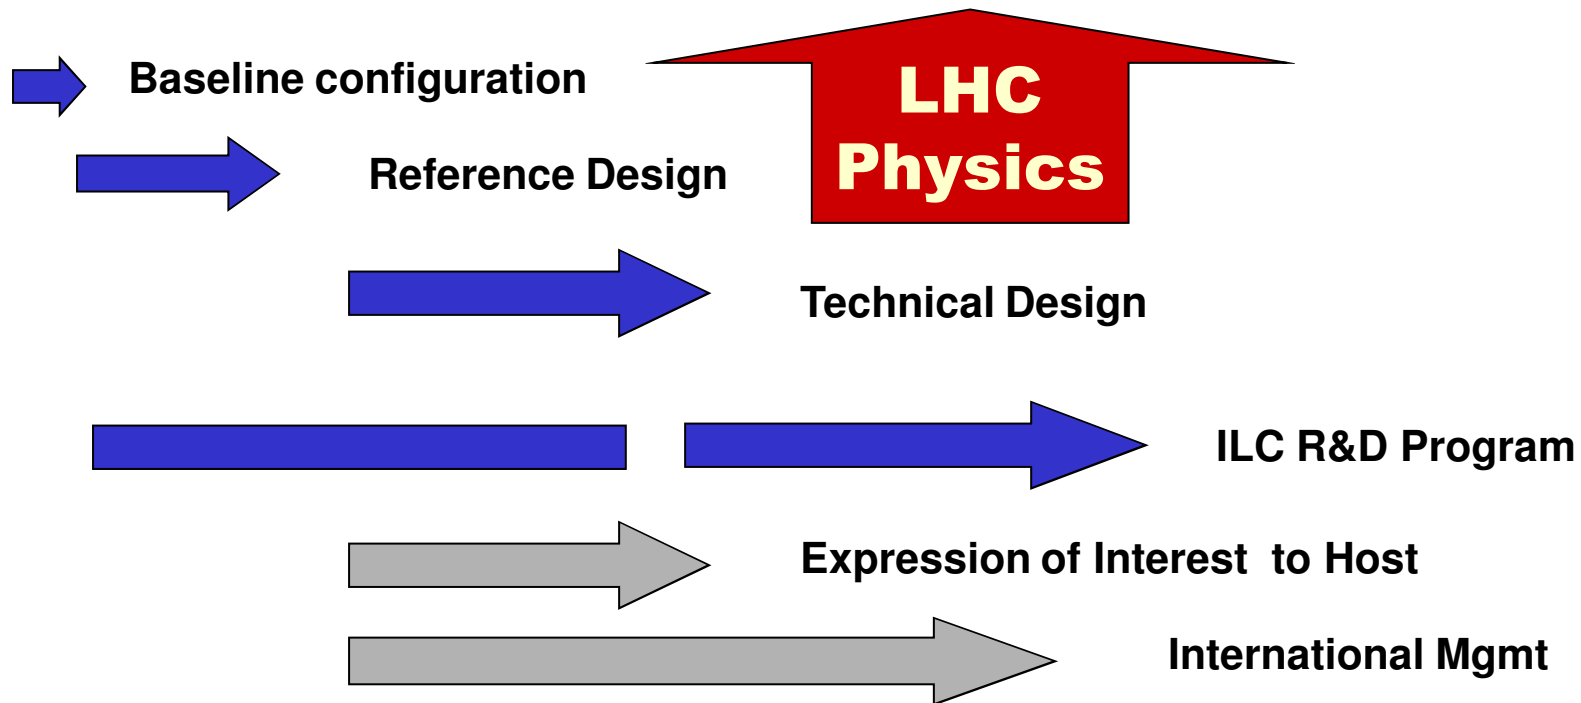 Baseline configuration
LHC
Physics
Reference Design
Technical Design
ILC R&D Program
Expression of Interest to Host
International Mgmt